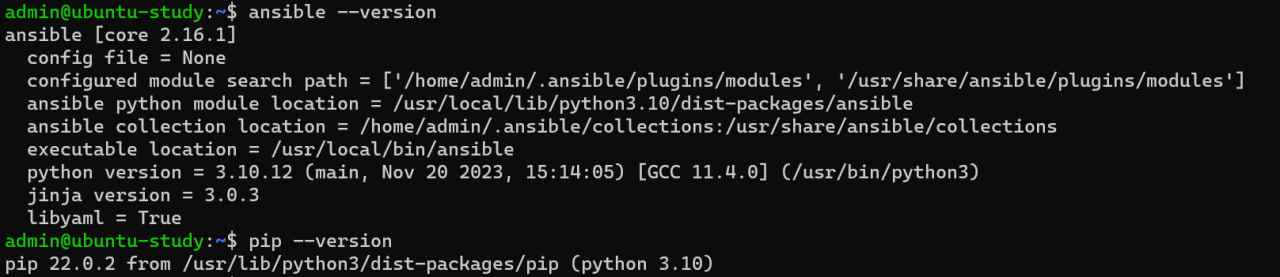 admin@ubuntu-study:~$ ansible --version
ansible [core 2.16.1]
  config file = None
  configured module search path = ['/home/admin/.ansible/plugins/modules', '/usr/share/ansible/plugins/modules']
  ansible python module location = /usr/local/lib/python3.10/dist-packages/ansible
  ansible collection location = /home/admin/.ansible/collections:/usr/share/ansible/collections
  executable location = /usr/local/bin/ansible
  python version = 3.10.12 (main, Nov 20 2023, 15:14:05) [GCC 11.4.0] (/usr/bin/python3)
  jinja version = 3.0.3
  libyaml = True
admin@ubuntu-study:~$ pip --version
pip 22.0.2 from /usr/lib/python3/dist-packages/pip (python 3.10)